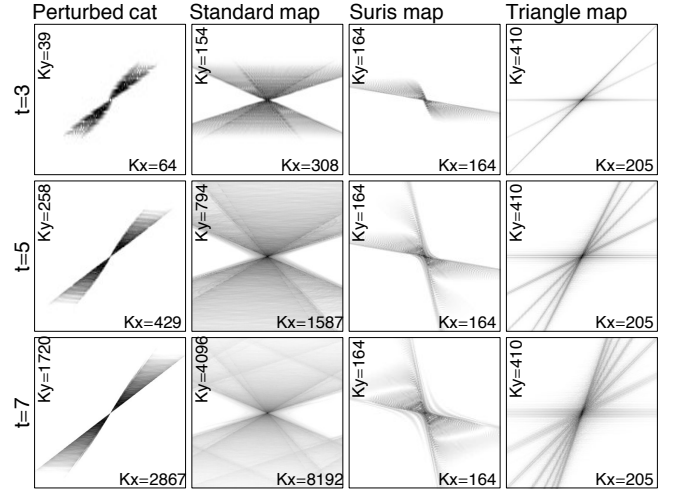 Perturbed cat Standard map Suris map Triangle map
t=3
Ky=39
Kx=64
Ky=154
Kx=308
Ky=164
Kx=164
Ky=410
Kx=205
t=5
Ky=258
Kx=429
Ky=794
Kx=1587
Ky=164
Kx=164
Ky=410
Kx=205
t=7
Ky=1720
Kx=2867
Ky=4096
Kx=8192
Ky=164
Kx=164
Ky=410
Kx=205